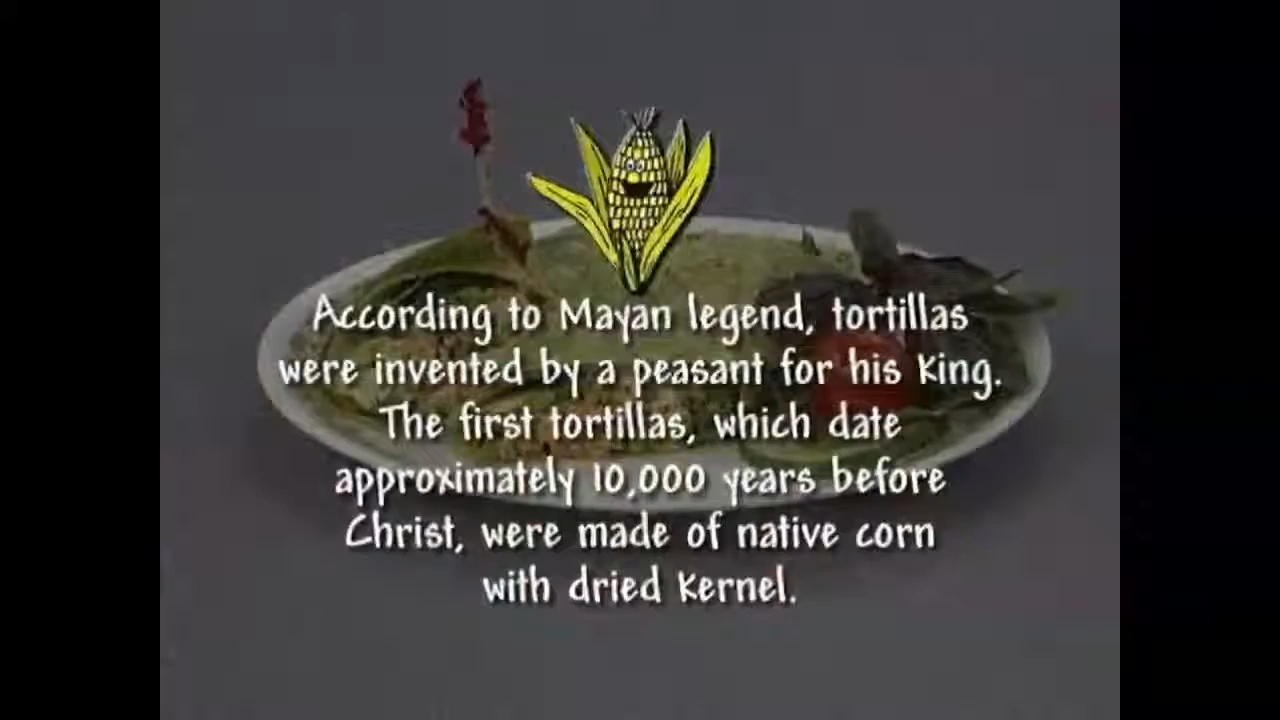 According to Mayan legend, tortillas
were invented by a peasant for his king.
The first tortillas, which date
approximately 10,000 years before
Christ, were made of native corn
with dried kernel.